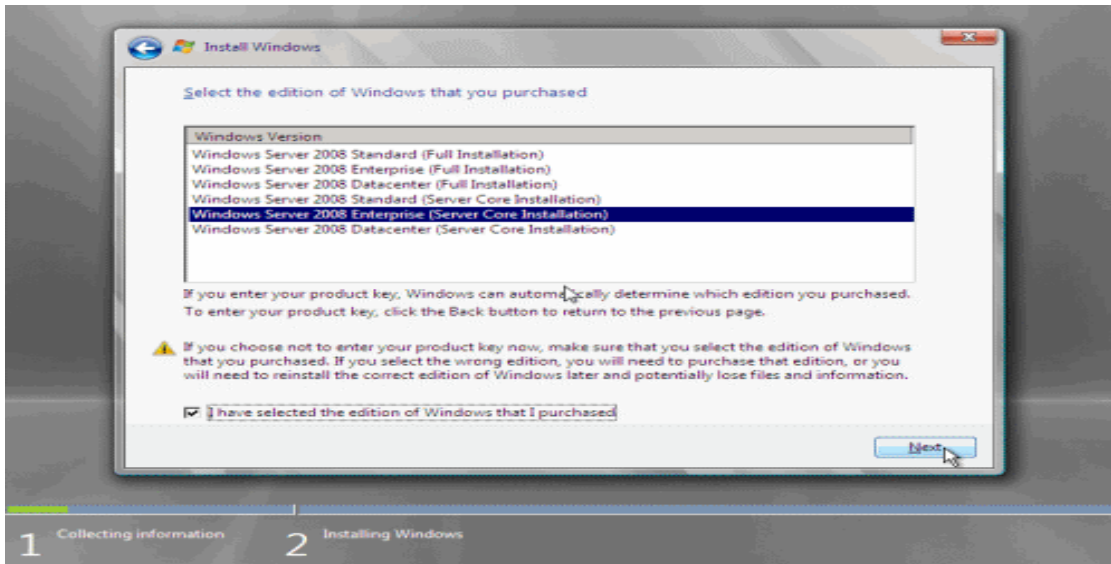 Install Windows
Select the edition of Windows that you purchased
Windows Version
Windows Server 2008 Standard (Full Installation)
Windows Server 2008 Enterprise (Full Installation)
Windows Server 2008 Datacenter (Full Installation)
Windows Server 2008 Standard (Server Core Installation)
Windows Server 2008 Enterprise (Server Core Installation)
Windows Server 2008 Datacenter (Server Core Installation)
If you enter your product key, Windows can automatically determine which edition you purchased.
To enter your product key, click the Back button to return to the previous page.
If you choose not to enter your product key now, make sure that you select the edition of Windows
that you purchased. If you select the wrong edition, you will need to purchase that edition, or you
will need to reinstall the correct edition of Windows later and potentially lose files and information.
I have selected the edition of Windows that I purchased
Next
1 Collecting information 2 Installing Windows